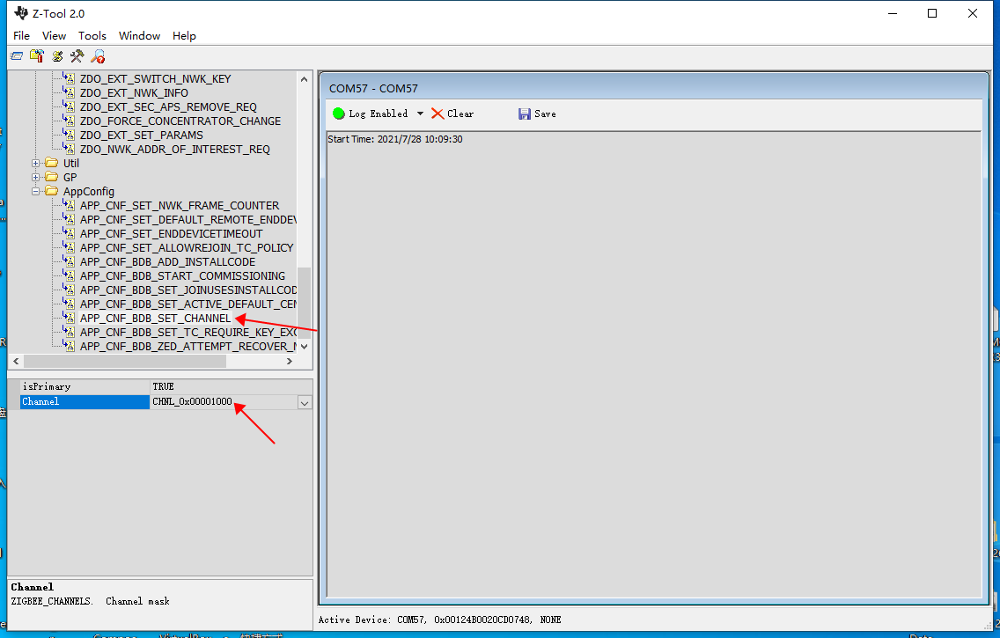 Z-Tool 2.0
File View Tools Window Help
ZDO_EXT_SWITCH_NWK_KEY
ZDO_EXT_NWK_INFO
ZDO_EXT_SEC_APS_REMOVE_REQ
ZDO_FORCE_CONCENTRATOR_CHANGE
ZDO_EXT_SET_PARAMS
ZDO_NWK_ADDR_OF_INTEREST_REQ
Util
GP
AppConfig
APP_CNF_SET_NWK_FRAME_COUNTER
APP_CNF_SET_DEFAULT_REMOTE_ENDDEV
APP_CNF_SET_ENDDEVICETIMEOUT
APP_CNF_SET_ALLOWREJOIN_TC_POLICY
APP_CNF_BDB_ADD_INSTALLCODE
APP_CNF_BDB_START_COMMISSIONING
APP_CNF_BDB_SET_JOINUSESINSTALLCOD
APP_CNF_BDB_SET_ACTIVE_DEFAULT_CEN
APP_CNF_BDB_SET_CHANNEL
APP_CNF_BDB_SET_TC_REQUIRE_KEY_EXC
APP_CNF_BDB_ZED_ATTEMPT_RECOVER_N
isPrimary TRUE
Channel CHNL_0x00001000
Channel
ZIGBEE_CHANNELS. Channel mask
COM57 - COM57
Log Enabled Clear Save
Start Time: 2021/7/28 10:09:30
Active Device: COM57, 0x00124B0020CD0748, NONE